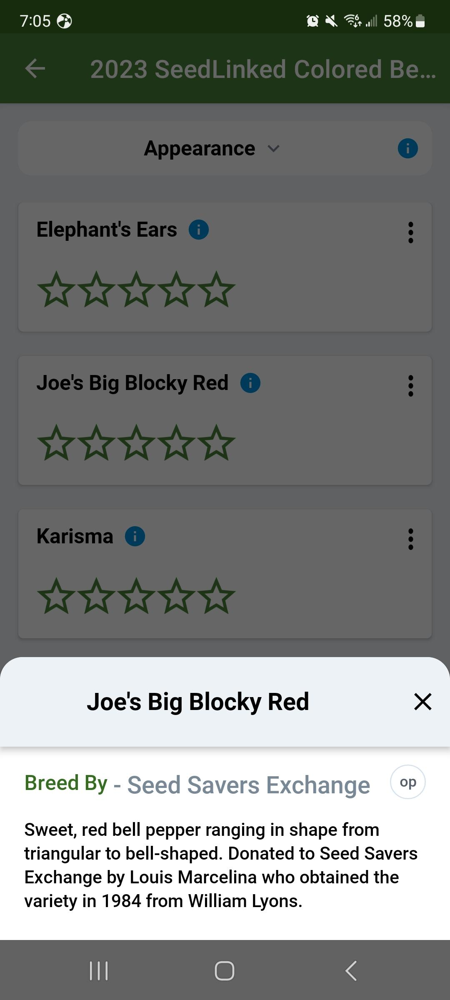 7:05
58%
2023 SeedLinked Colored Be...
Appearance
Elephant's Ears
Joe's Big Blocky Red
Karisma
Joe's Big Blocky Red
Breed By - Seed Savers Exchange
op
Sweet, red bell pepper ranging in shape from
triangular to bell-shaped. Donated to Seed Savers
Exchange by Louis Marcelina who obtained the
variety in 1984 from William Lyons.